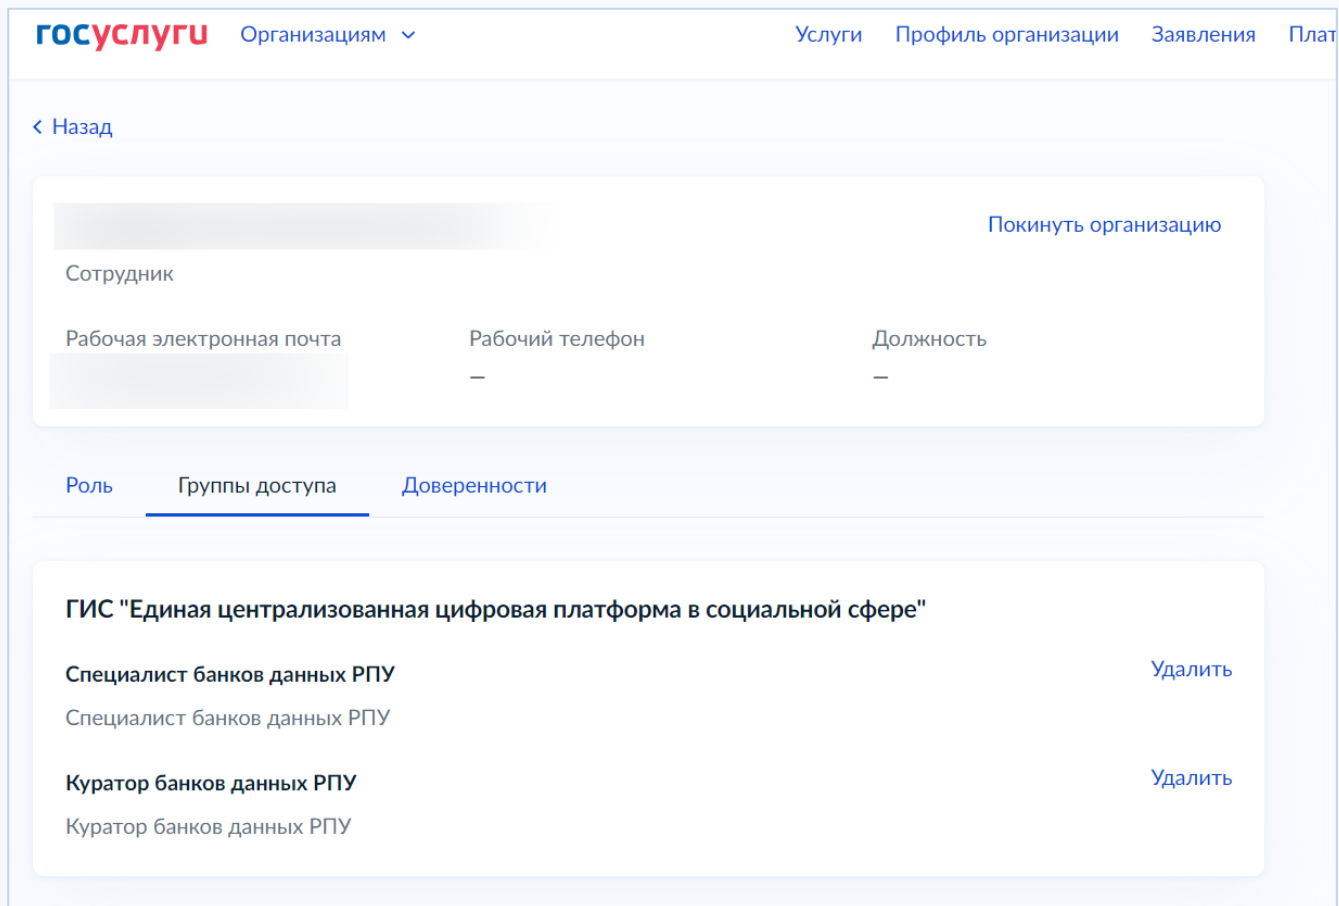 госуслуги Организациям Услуги Профиль организации Заявления Плат
Назад
Покинуть организацию
Сотрудник
Рабочая электронная почта Рабочий телефон Должность
— —
Роль Группы доступа Доверенности
ГИС "Единая централизованная цифровая платформа в социальной сфере"
Специалист банков данных РПУ Удалить
Специалист банков данных РПУ
Куратор банков данных РПУ Удалить
Куратор банков данных РПУ